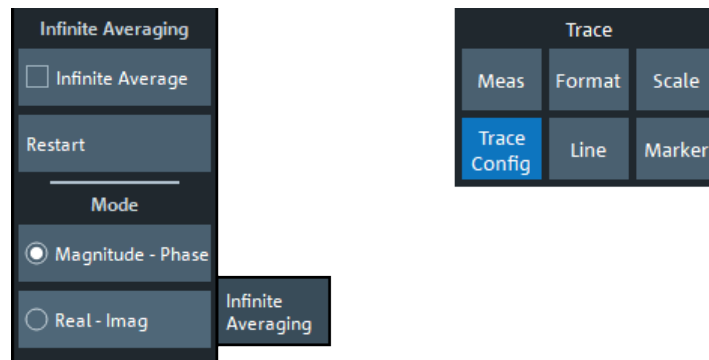 Infinite Averaging
Infinite Average
Restart
Mode
Magnitude - Phase
Real - Imag
Infinite
Averaging
Trace
Meas
Format
Scale
Trace
Config
Line
Marker